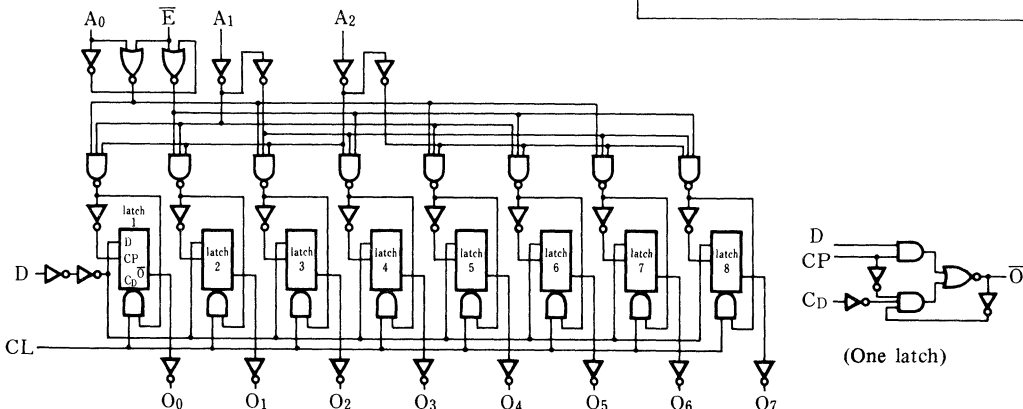 A0 E̅ A1 A2
latch 1
D
CP
CD O̅
latch 2
latch 3
latch 4
latch 5
latch 6
latch 7
latch 8
D
CL
O0 O1 O2 O3 O4 O5 O6 O7
D
CP
CD
O̅
(One latch)